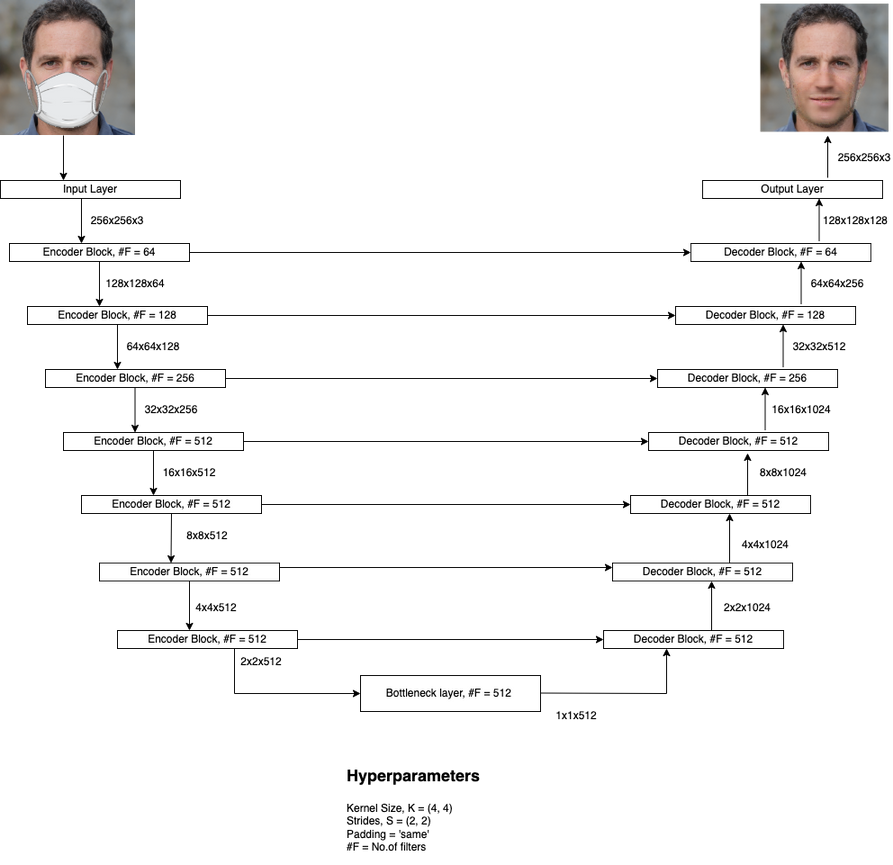 256x256x3
Input Layer
Output Layer
256x256x3
128x128x128
Encoder Block, #F = 64
Decoder Block, #F = 64
128x128x64
64x64x256
Encoder Block, #F = 128
Decoder Block, #F = 128
64x64x128
32x32x512
Encoder Block, #F = 256
Decoder Block, #F = 256
32x32x256
16x16x1024
Encoder Block, #F = 512
Decoder Block, #F = 512
16x16x512
8x8x1024
Encoder Block, #F = 512
Decoder Block, #F = 512
8x8x512
4x4x1024
Encoder Block, #F = 512
Decoder Block, #F = 512
4x4x512
2x2x1024
Encoder Block, #F = 512
Decoder Block, #F = 512
2x2x512
Bottleneck layer, #F = 512
1x1x512
Hyperparameters
Kernel Size, K = (4, 4)
Strides, S = (2, 2)
Padding = 'same'
#F = No.of filters